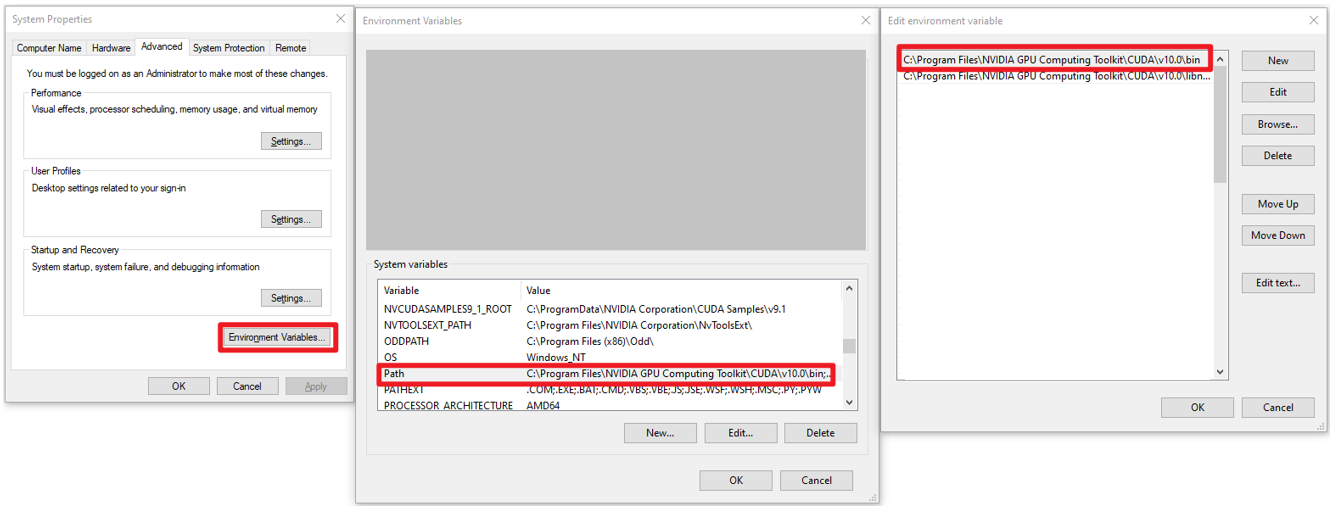 System Properties
Computer Name Hardware Advanced System Protection Remote
You must be logged on as an Administrator to make most of these changes.
Performance
Visual effects, processor scheduling, memory usage, and virtual memory
Settings...
User Profiles
Desktop settings related to your sign-in
Settings...
Startup and Recovery
System startup, system failure, and debugging information
Settings...
Environment Variables...
OK Cancel Apply
Environment Variables
System variables
Variable Value
NVCUDASAMPLES9_1_ROOT C:\ProgramData\NVIDIA Corporation\CUDA Samples\v9.1
NVTOOLSEXT_PATH C:\Program Files\NVIDIA Corporation\NvToolsExt\
ODDPATH C:\Program Files (x86)\Odd\
OS Windows_NT
Path C:\Program Files\NVIDIA GPU Computing Toolkit\CUDA\v10.0\bin;...
PATHEXT .COM;.EXE;.BAT;.CMD;.VBS;.VBE;.JS;.JSE;.WSF;.WSH;.MSC;.PY;.PYW
PROCESSOR_ARCHITECTURE AMD64
New... Edit... Delete
OK Cancel
Edit environment variable
C:\Program Files\NVIDIA GPU Computing Toolkit\CUDA\v10.0\bin
C:\Program Files\NVIDIA GPU Computing Toolkit\CUDA\v10.0\libn...
New
Edit
Browse...
Delete
Move Up
Move Down
Edit text...
OK Cancel